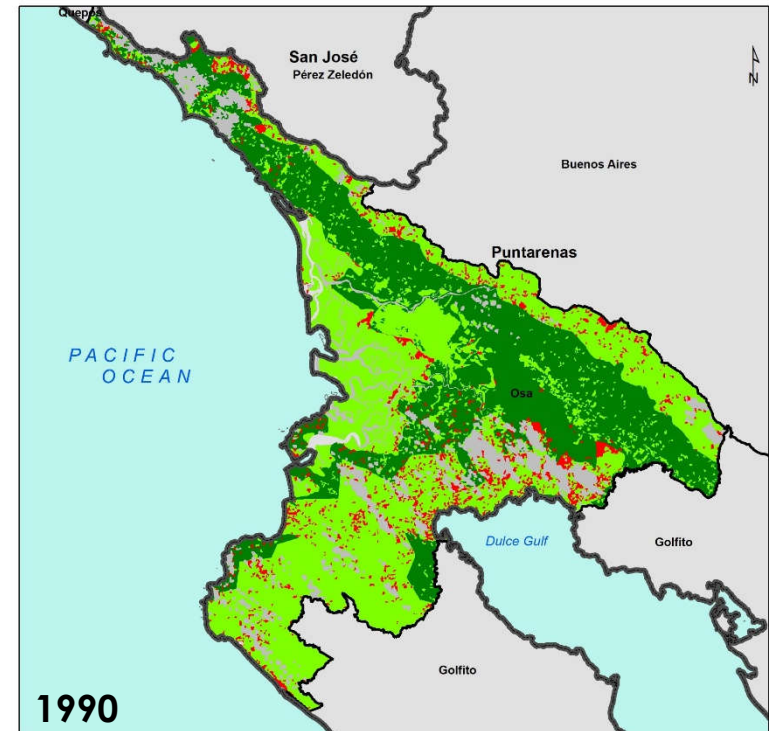 Quepos
San José
Pérez Zeledón
Buenos Aires
Puntarenas
PACIFIC
OCEAN
Osa
Dulce Gulf
Golfito
Golfito
1990